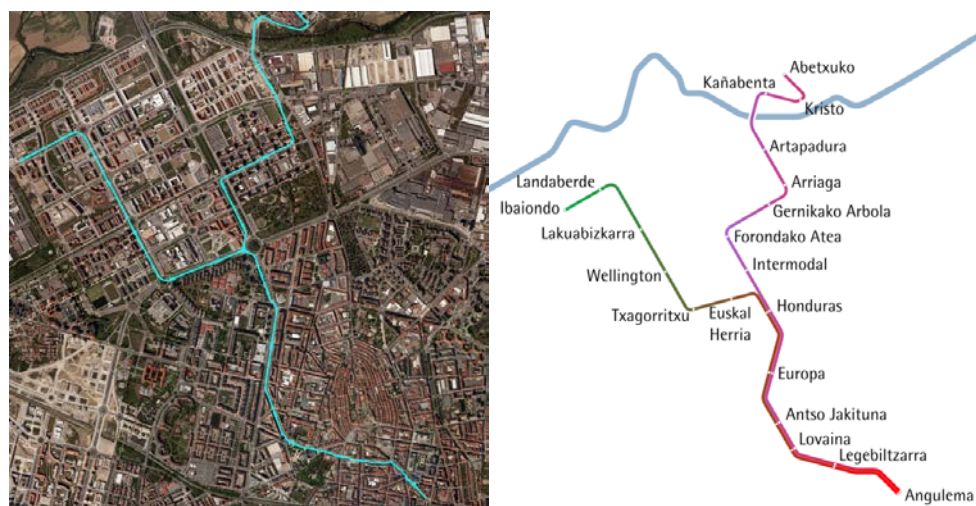 Abetxuko
Kañabenta
Kristo
Artapadura
Landaberde
Arriaga
Ibaiondo
Gernikako Arbola
Lakuabizkarra
Forondako Atea
Intermodal
Wellington
Txagorritxu
Euskal
Herria
Honduras
Europa
Antso Jakituna
Lovaina
Legebiltzarra
Angulema